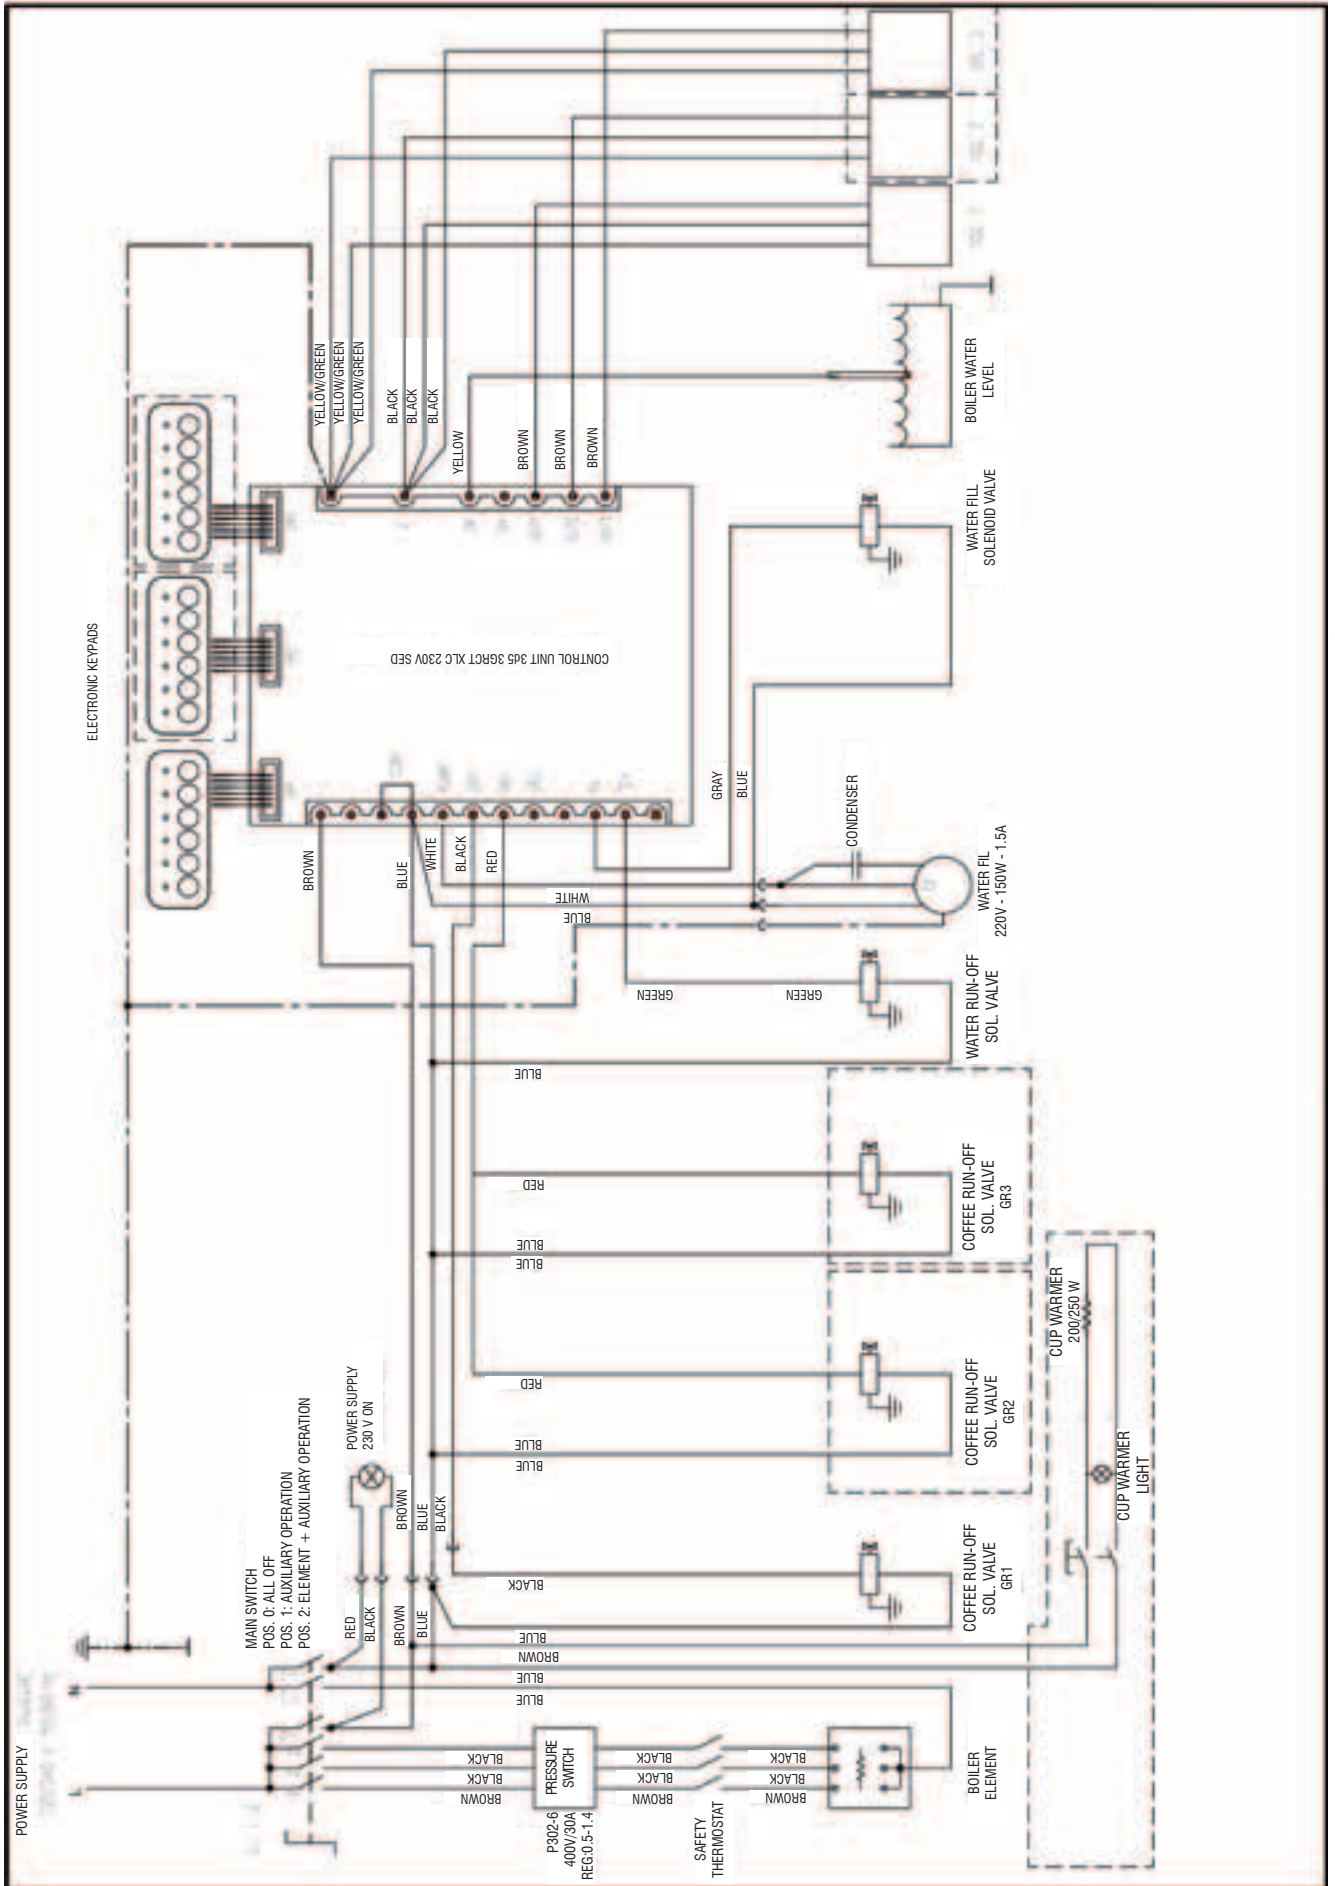 ELECTRONIC KEYPADS
YELLOW/GREEN
YELLOW/GREEN
YELLOW/GREEN
BLACK
BLACK
BLACK
YELLOW
BROWN
BROWN
BROWN
BOILER WATER
LEVEL
WATER FILL
SOLENOID VALVE
CONTROL UNIT 3d5 3GRCT XLC 230V SED
GRAY
BLUE
CONDENSER
WATER FIL
220V - 150W - 1.5A
BROWN
BLUE
WHITE
BLACK
RED
WHITE
BLUE
GREEN
GREEN
WATER RUN-OFF
SOL. VALVE
BLUE
RED
BLUE
BLUE
COFFEE RUN-OFF
SOL. VALVE
GR3
RED
BLUE
BLUE
COFFEE RUN-OFF
SOL. VALVE
GR2
CUP WARMER
200/250 W
CUP WARMER
LIGHT
POWER SUPPLY
230 V ON
MAIN SWITCH
POS. 0: ALL OFF
POS. 1: AUXILIARY OPERATION
POS. 2: ELEMENT + AUXILIARY OPERATION
BROWN
BLUE
BLACK
RED
BLACK
BROWN
BLUE
BLACK
COFFEE RUN-OFF
SOL. VALVE
GR1
BLUE
BROWN
BLUE
BLUE
POWER SUPPLY
N
L
BLACK
BLACK
BROWN
PRESSURE
SWITCH
P302-6
400V/30A
REG:0.5-1.4
BLACK
BLACK
BROWN
SAFETY
THERMOSTAT
BLACK
BLACK
BROWN
BOILER
ELEMENT